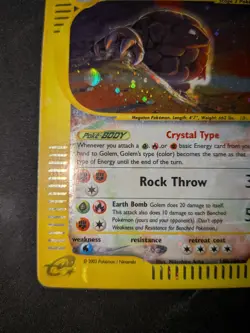 Megaton Pokémon. Length: 4'7", Weight: 662 lbs.
Poké-BODY Crystal Type
Whenever you attach a or basic Energy card from your
hand to Golem, Golem's type (color) becomes the same as that
type of Energy until the end of the turn.
Rock Throw
Earth Bomb Golem does 20 damage to itself.
This attack also does 10 damage to each Benched
Pokémon (yours and your opponent's). (Don't apply
Weakness and Resistance for Benched Pokémon.)
weakness resistance retreat cost
© 2003 Pokémon / Nintendo